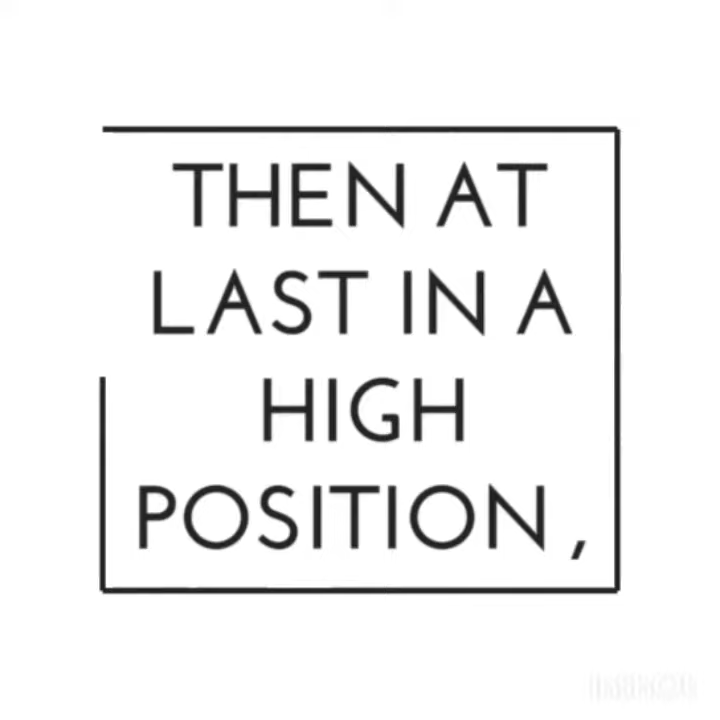 THEN AT
LAST IN A
HIGH
POSITION ,